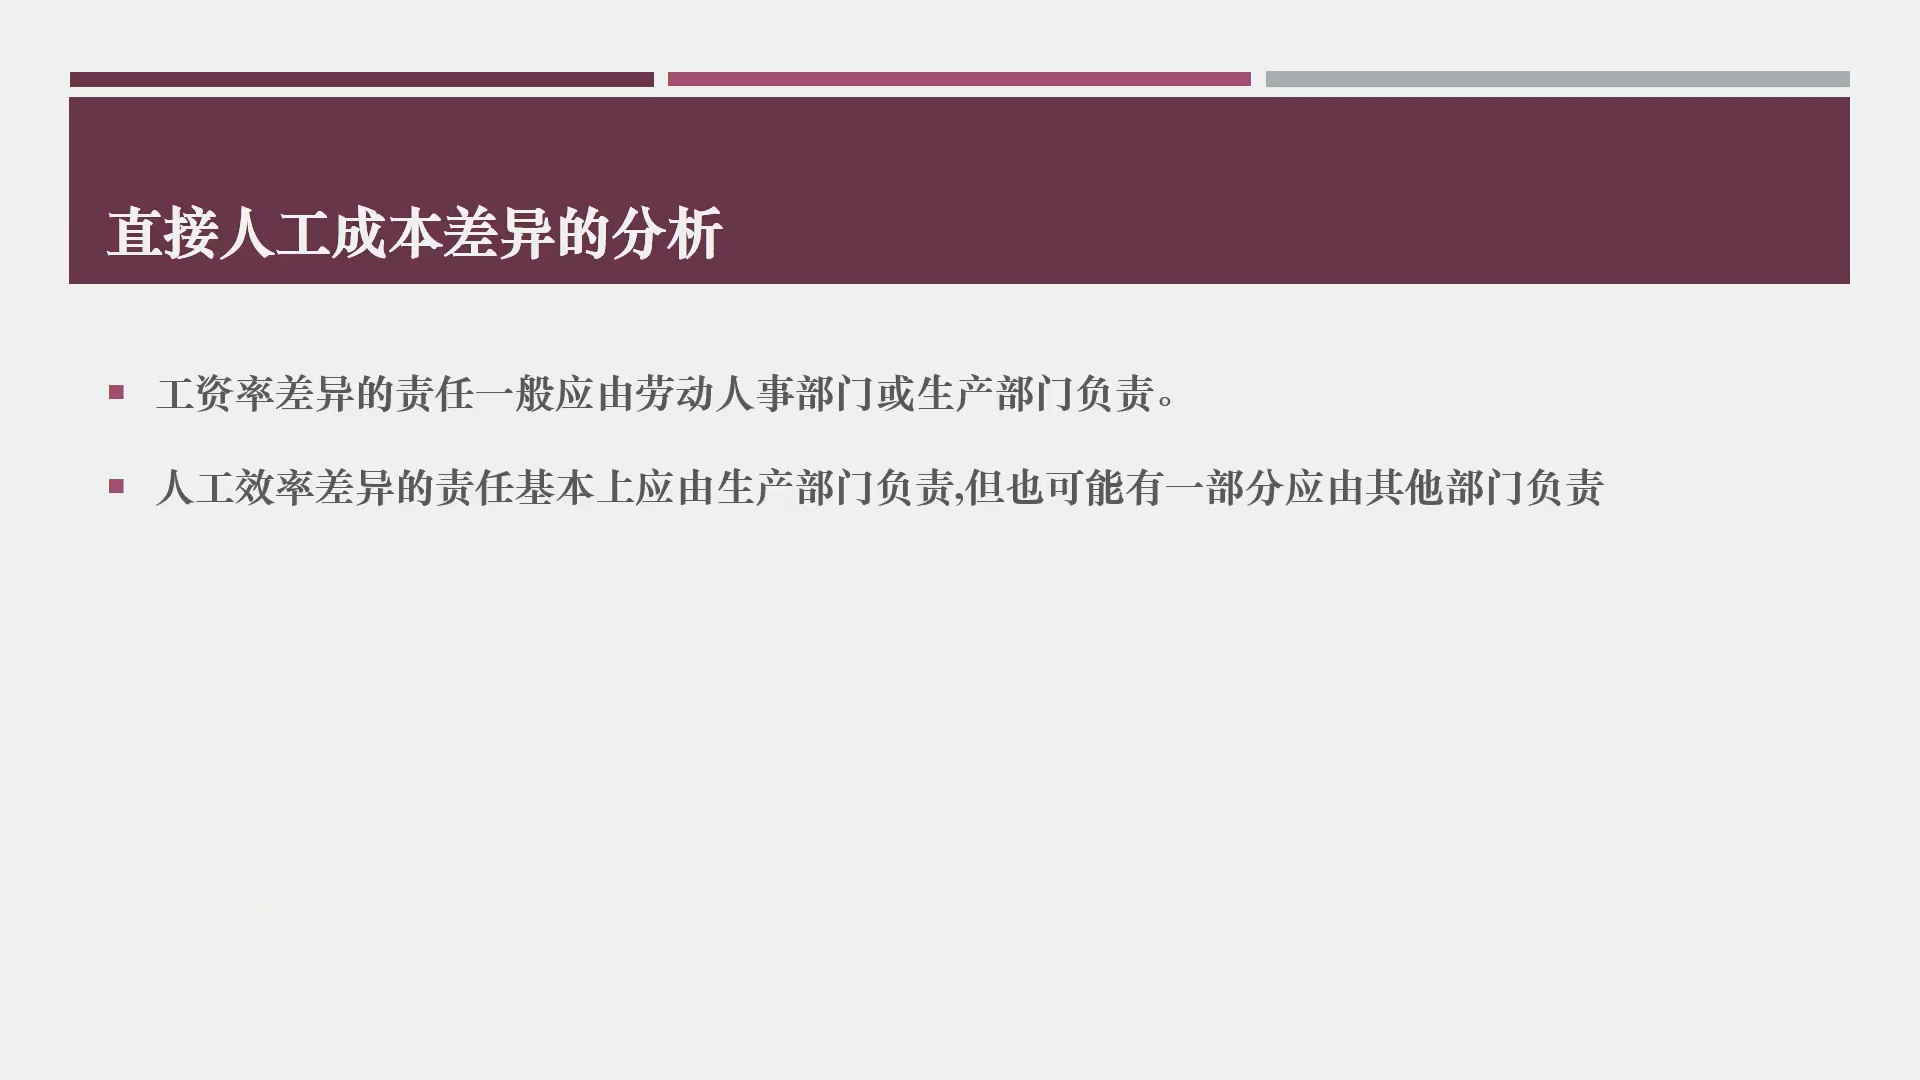 直接人工成本差异的分析
工资率差异的责任一般应由劳动人事部门或生产部门负责。
人工效率差异的责任基本上应由生产部门负责,但也可能有一部分应由其他部门负责